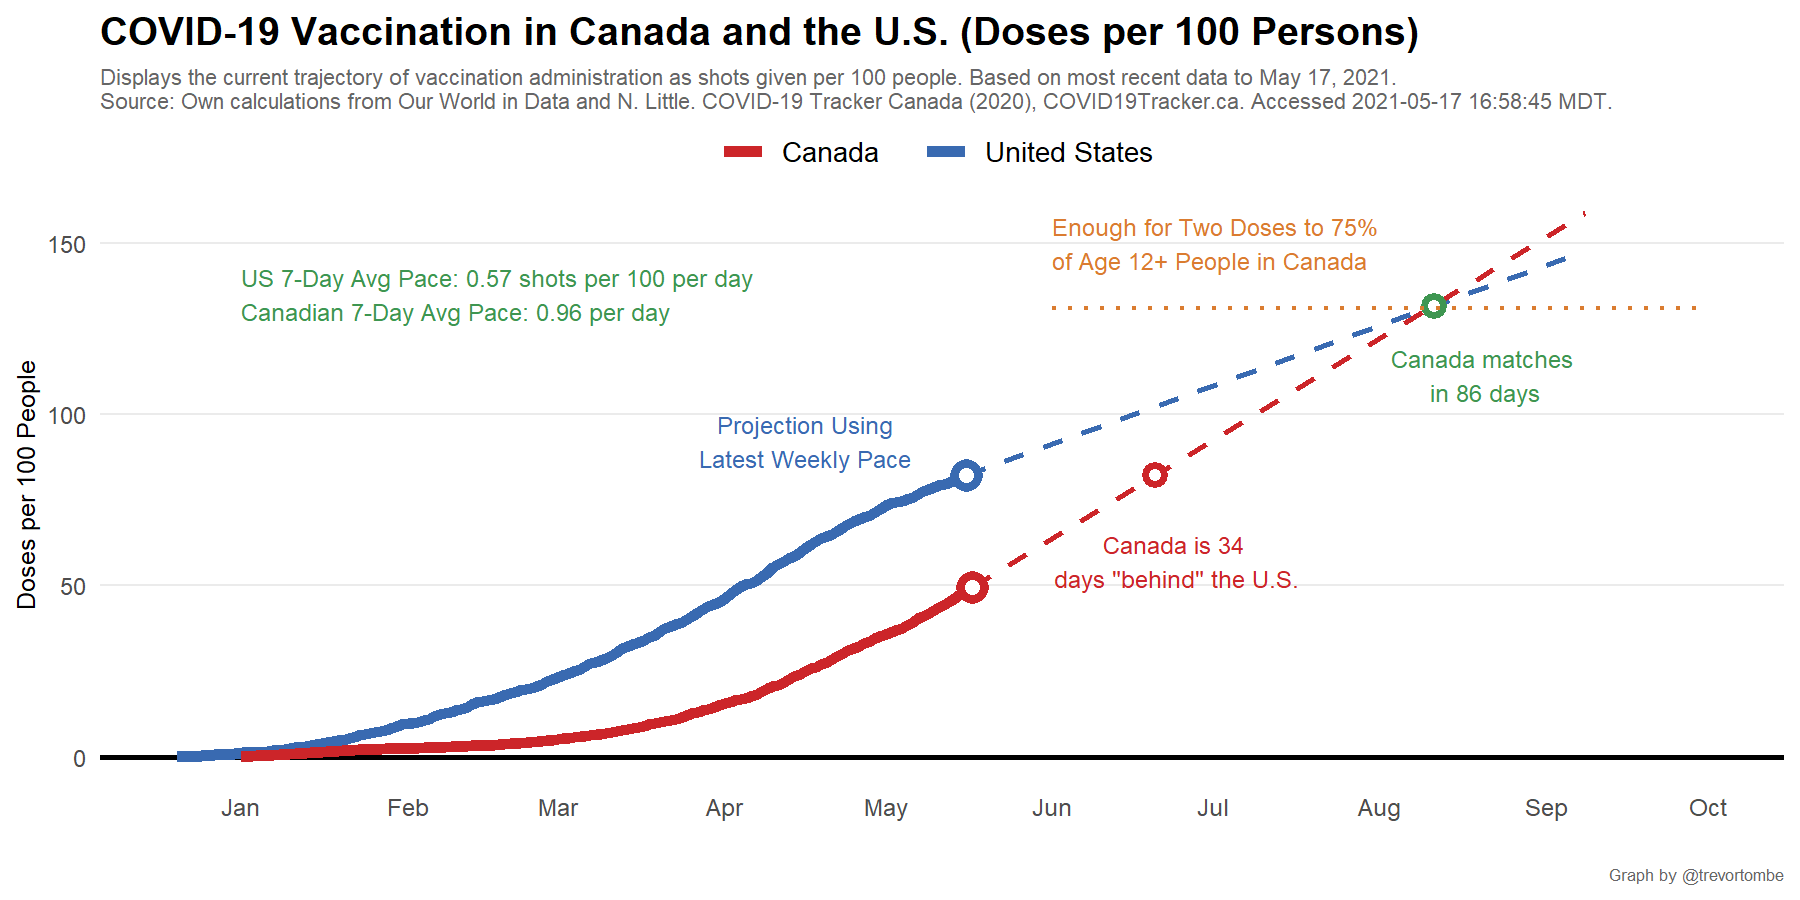 COVID-19 Vaccination in Canada and the U.S. (Doses per 100 Persons)
Displays the current trajectory of vaccination administration as shots given per 100 people. Based on most recent data to May 17, 2021.
Source: Own calculations from Our World in Data and N. Little. COVID-19 Tracker Canada (2020), COVID19Tracker.ca. Accessed 2021-05-17 16:58:45 MDT.
Canada United States
Enough for Two Doses to 75%
of Age 12+ People in Canada
150
US 7-Day Avg Pace: 0.57 shots per 100 per day
Canadian 7-Day Avg Pace: 0.96 per day
Canada matches
in 86 days
Doses per 100 People
100
Projection Using
Latest Weekly Pace
Canada is 34
days "behind" the U.S.
50
0
Jan Feb Mar Apr May Jun Jul Aug Sep Oct
Graph by @trevortombe